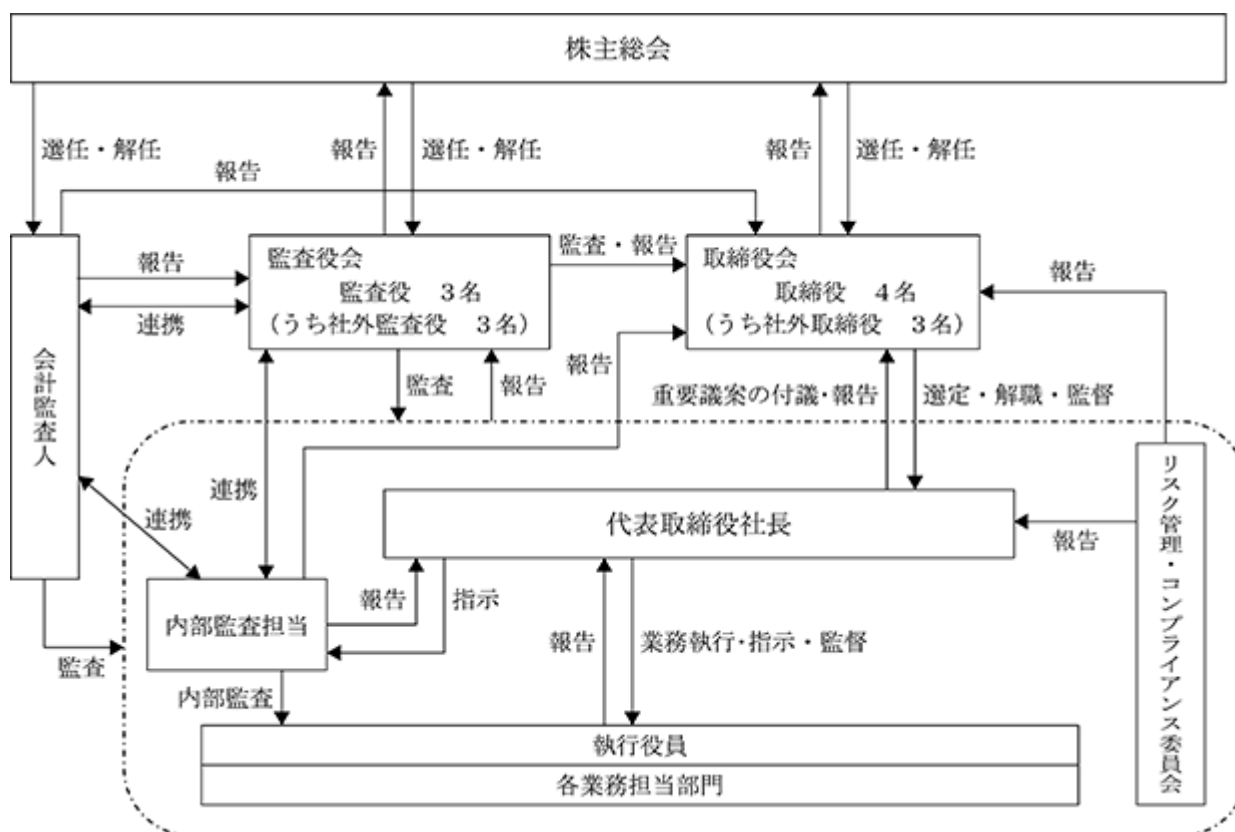 株主総会
選任・解任
報告
選任・解任
報告
選任・解任
報告
会計監査人
報告
連携
監査役会
監査役　３名
（うち社外監査役　３名）
監査・報告
取締役会
取締役　４名
（うち社外取締役　３名）
報告
監査
報告
報告
重要議案の付議・報告
選定・解職・監督
連携
連携
代表取締役社長
報告
リスク管理・コンプライアンス委員会
内部監査担当
報告
指示
監査
内部監査
報告
業務執行・指示・監督
執行役員
各業務担当部門